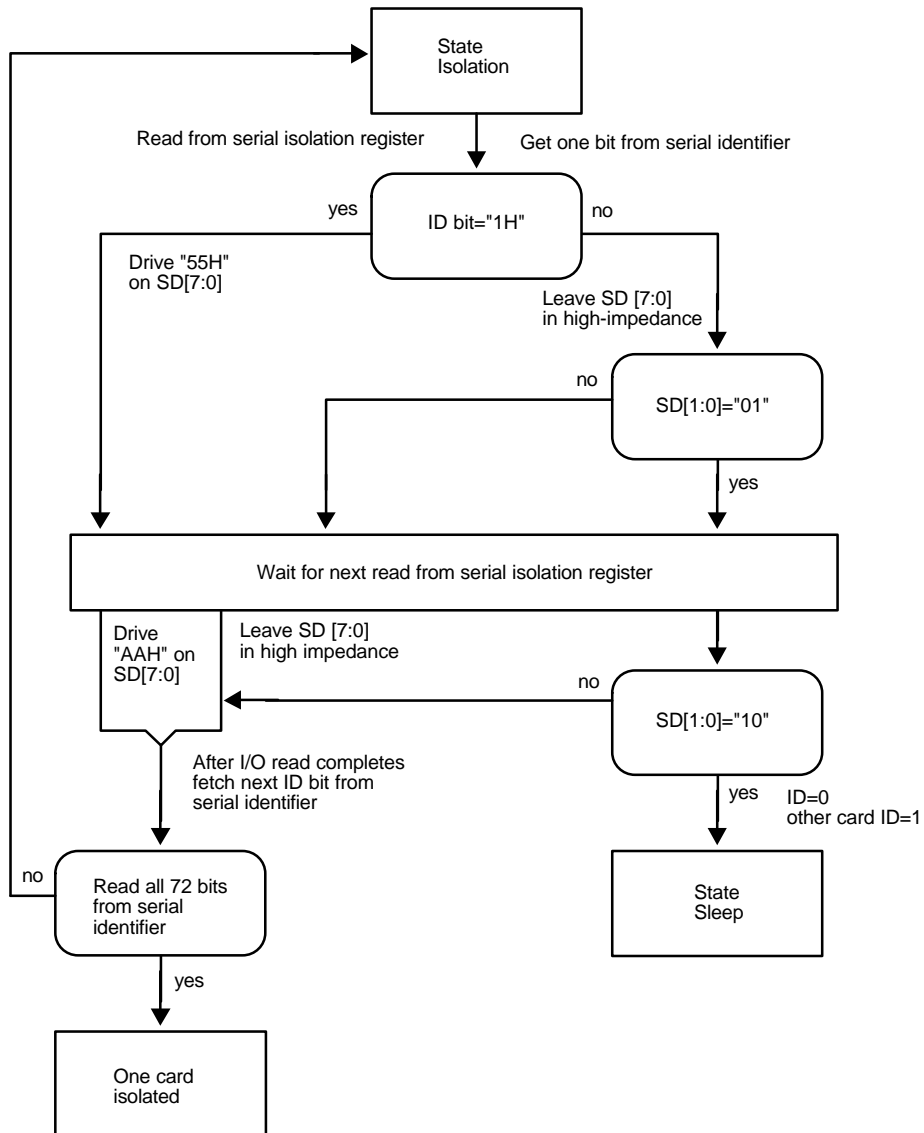 State
Isolation
Read from serial isolation register
Get one bit from serial identifier
yes
ID bit="1H"
no
Drive "55H"
on SD[7:0]
Leave SD [7:0]
in high-impedance
no
SD[1:0]="01"
yes
Wait for next read from serial isolation register
Drive
"AAH" on
SD[7:0]
Leave SD [7:0]
in high impedance
no
SD[1:0]="10"
After I/O read completes
fetch next ID bit from
serial identifier
yes
ID=0
other card ID=1
no
Read all 72 bits
from serial
identifier
State
Sleep
yes
One card
isolated